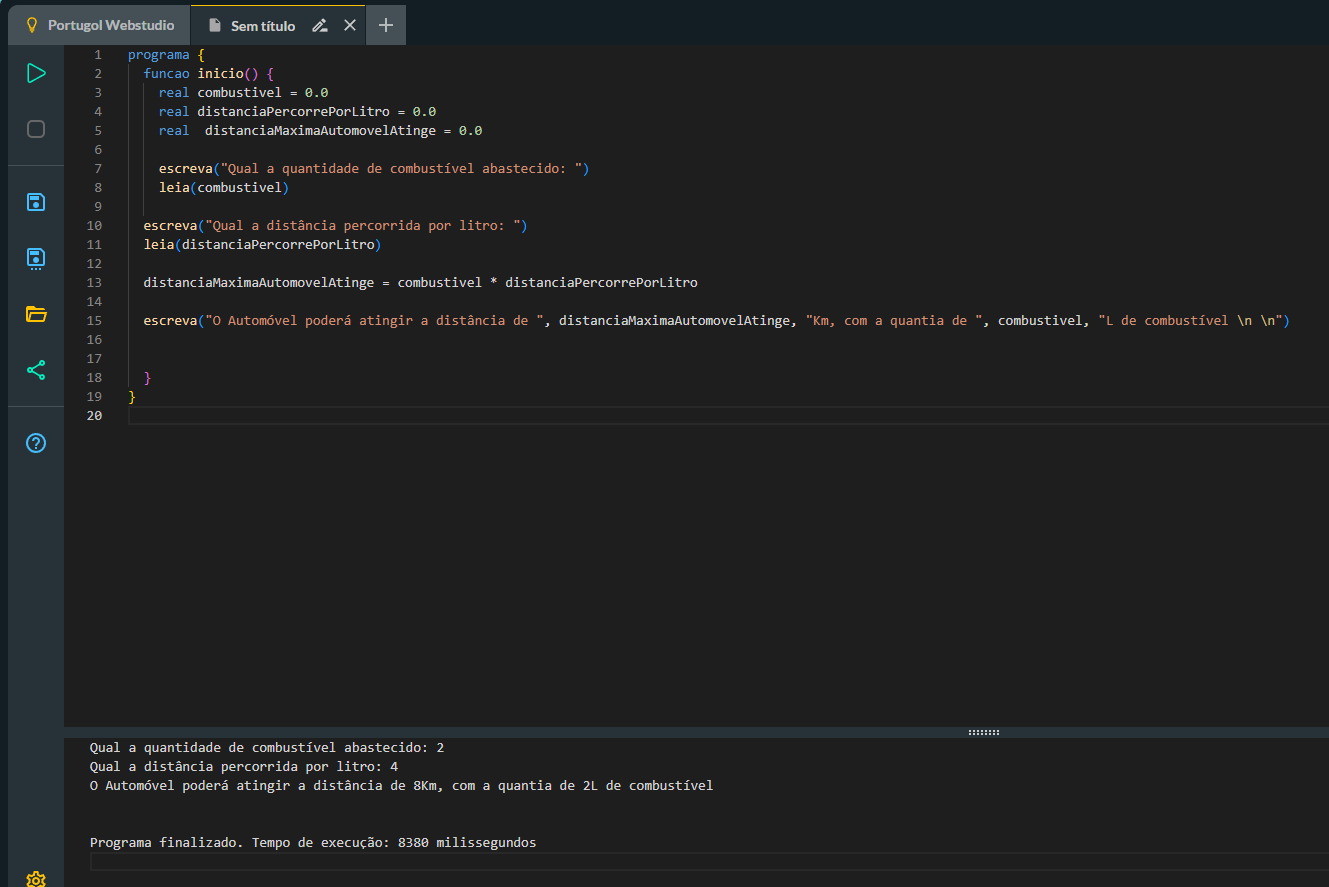 Portugol Webstudio
Sem título
1 programa {
2   funcao inicio() {
3     real combustivel = 0.0
4     real distanciaPercorrePorLitro = 0.0
5     real  distanciaMaximaAutomovelAtinge = 0.0
6
7     escreva("Qual a quantidade de combustível abastecido: ")
8     leia(combustivel)
9
10   escreva("Qual a distância percorrida por litro: ")
11   leia(distanciaPercorrePorLitro)
12
13   distanciaMaximaAutomovelAtinge = combustivel * distanciaPercorrePorLitro
14
15   escreva("O Automóvel poderá atingir a distância de ", distanciaMaximaAutomovelAtinge, "Km, com a quantia de ", combustivel, "L de combustível \n \n")
16
17
18   }
19 }
20
Qual a quantidade de combustível abastecido: 2
Qual a distância percorrida por litro: 4
O Automóvel poderá atingir a distância de 8Km, com a quantia de 2L de combustível
Programa finalizado. Tempo de execução: 8380 milissegundos